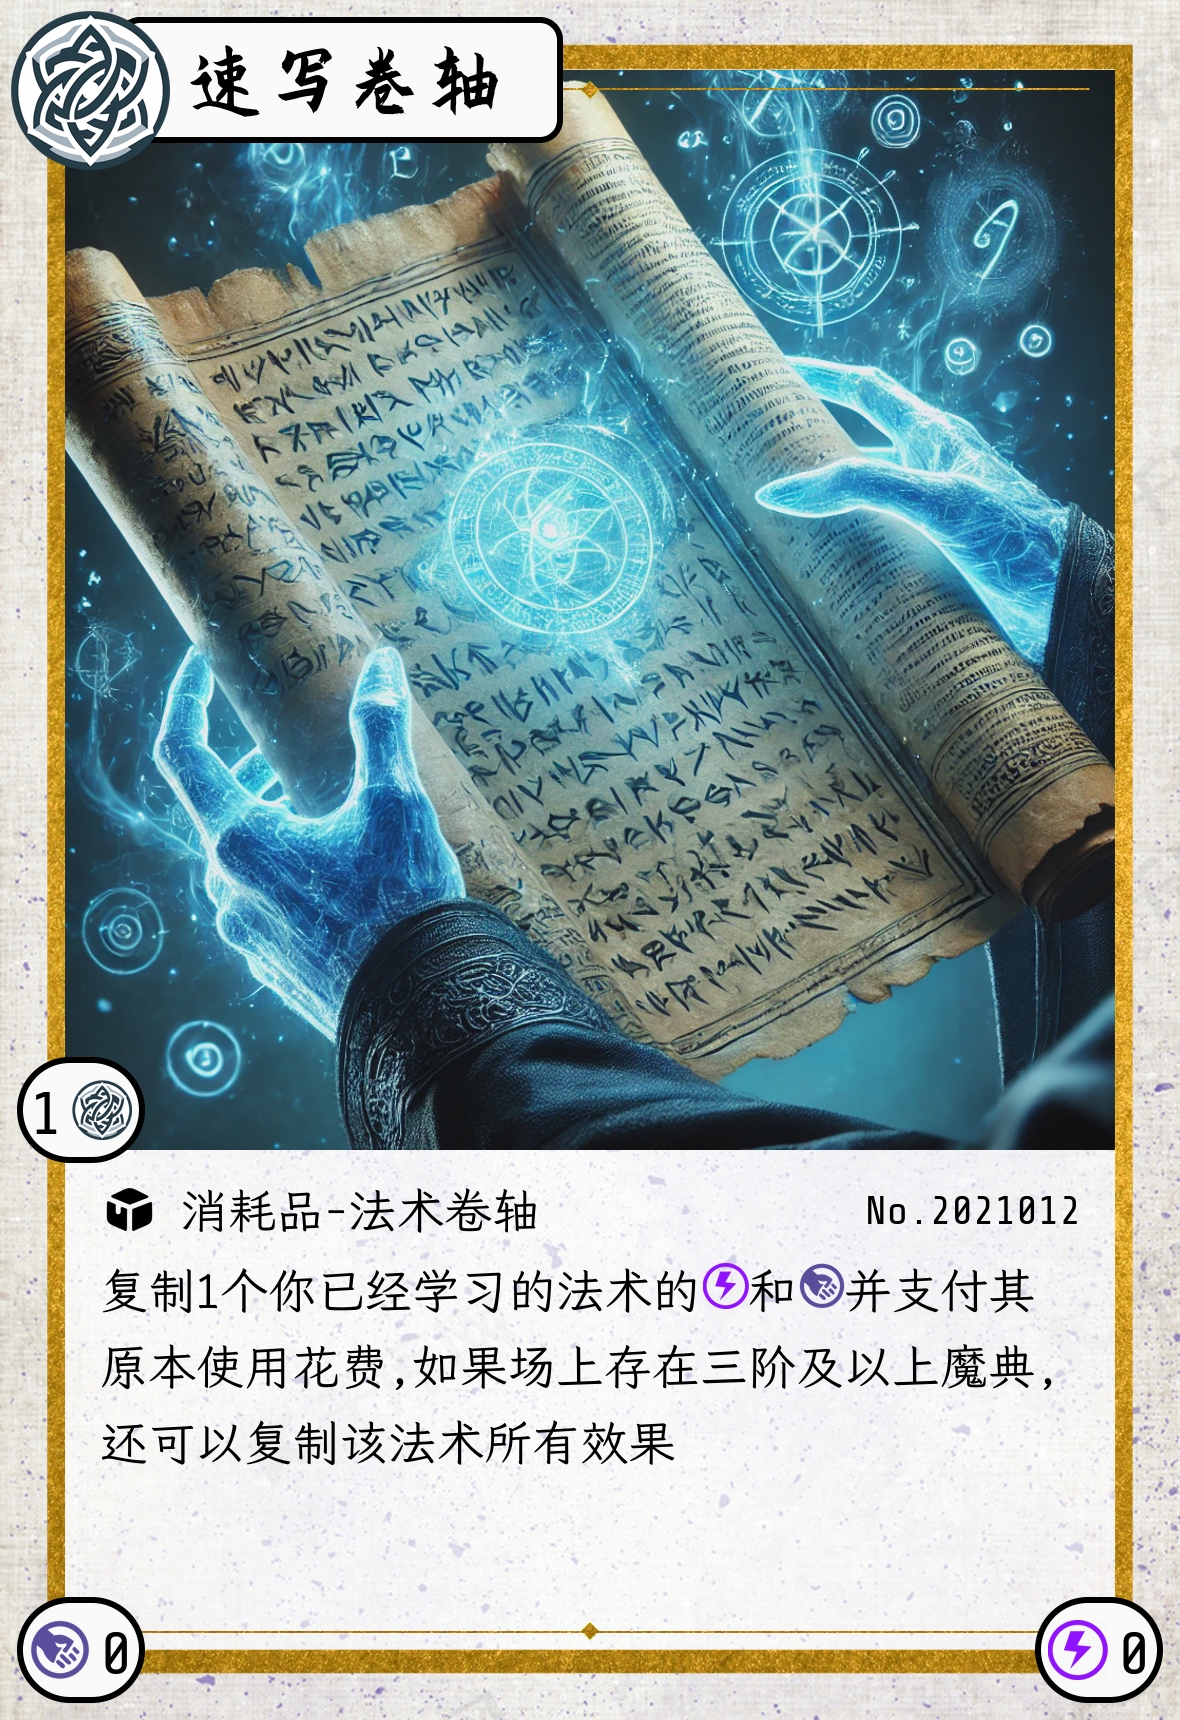 速写卷轴
1
消耗品-法术卷轴
No.2021012
复制1个你已经学习的法术的和并支付其
原本使用花费,如果场上存在三阶及以上魔典,
还可以复制该法术所有效果
0
0